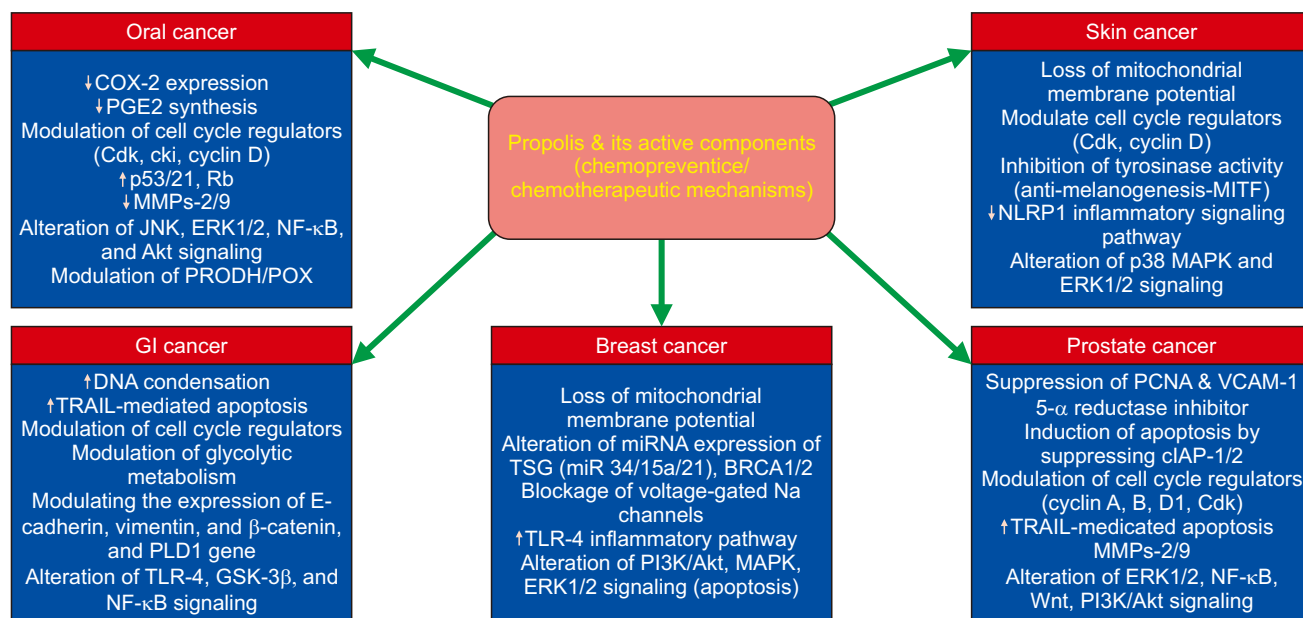 Oral cancer
↓COX-2 expression
↓PGE2 synthesis
Modulation of cell cycle regulators
(Cdk, cki, cyclin D)
↑p53/21, Rb
↓MMPs-2/9
Alteration of JNK, ERK1/2, NF-κB,
and Akt signaling
Modulation of PRODH/POX
Propolis & its active components
(chemopreventice/
chemotherapeutic mechanisms)
Skin cancer
Loss of mitochondrial
membrane potential
Modulate cell cycle regulators
(Cdk, cyclin D)
Inhibition of tyrosinase activity
(anti-melanogenesis-MITF)
↓NLRP1 inflammatory signaling
pathway
Alteration of p38 MAPK and
ERK1/2 signaling
GI cancer
↑DNA condensation
↑TRAIL-mediated apoptosis
Modulation of cell cycle regulators
Modulation of glycolytic
metabolism
Modulating the expression of E-
cadherin, vimentin, and β-catenin,
and PLD1 gene
Alteration of TLR-4, GSK-3β, and
NF-κB signaling
Breast cancer
Loss of mitochondrial
membrane potential
Alteration of miRNA expression of
TSG (miR 34/15a/21), BRCA1/2
Blockage of voltage-gated Na
channels
↑TLR-4 inflammatory pathway
Alteration of PI3K/Akt, MAPK,
ERK1/2 signaling (apoptosis)
Prostate cancer
Suppression of PCNA & VCAM-1
5-α reductase inhibitor
Induction of apoptosis by
suppressing cIAP-1/2
Modulation of cell cycle regulators
(cyclin A, B, D1, Cdk)
↑TRAIL-medicated apoptosis
MMPs-2/9
Alteration of ERK1/2, NF-κB,
Wnt, PI3K/Akt signaling